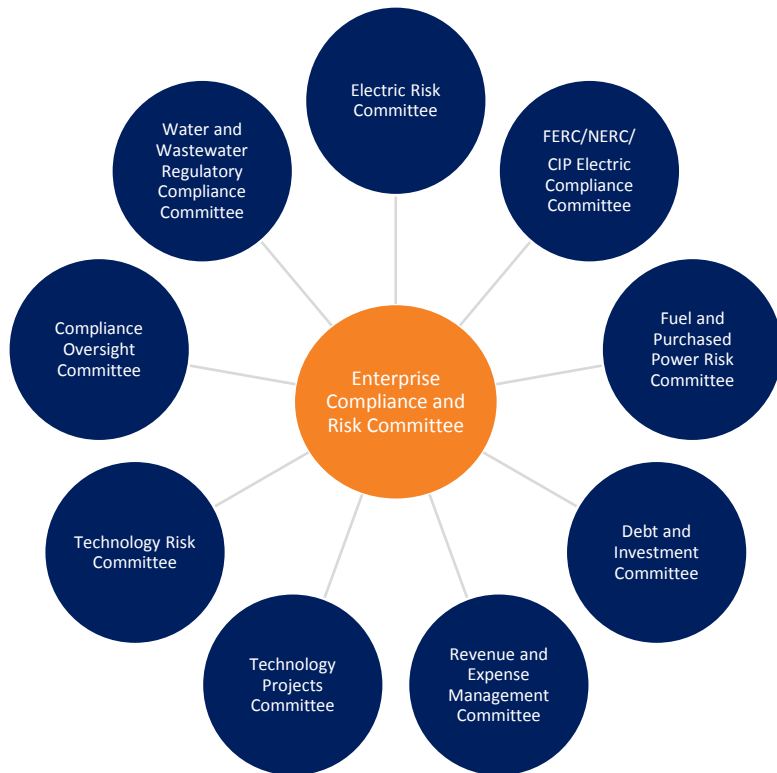 Electric Risk
Committee
FERC/NERC/
CIP Electric
Compliance
Committee
Fuel and
Purchased
Power Risk
Committee
Debt and
Investment
Committee
Revenue and
Expense
Management
Committee
Technology
Projects
Committee
Technology Risk
Committee
Compliance
Oversight
Committee
Water and
Wastewater
Regulatory
Compliance
Committee
Enterprise
Compliance and
Risk Committee